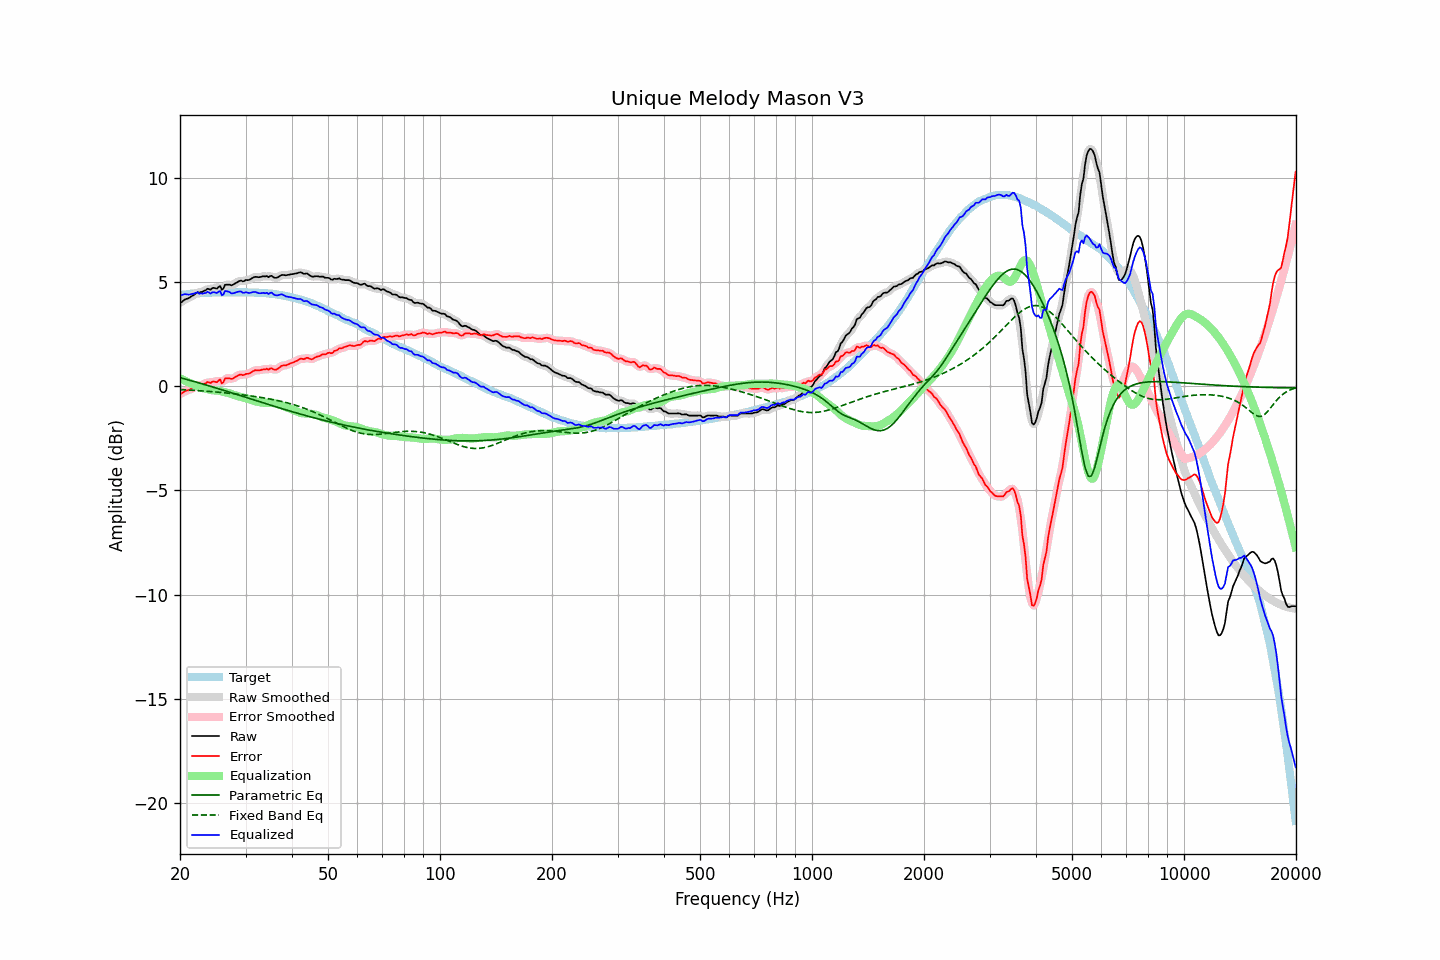 Unique Melody Mason V3
Amplitude (dBr)
10
5
0
−5
−10
−15
−20
Target
Raw Smoothed
Error Smoothed
Raw
Error
Equalization
Parametric Eq
Fixed Band Eq
Equalized
20 50 100 200 500 1000 2000 5000 10000 20000
Frequency (Hz)